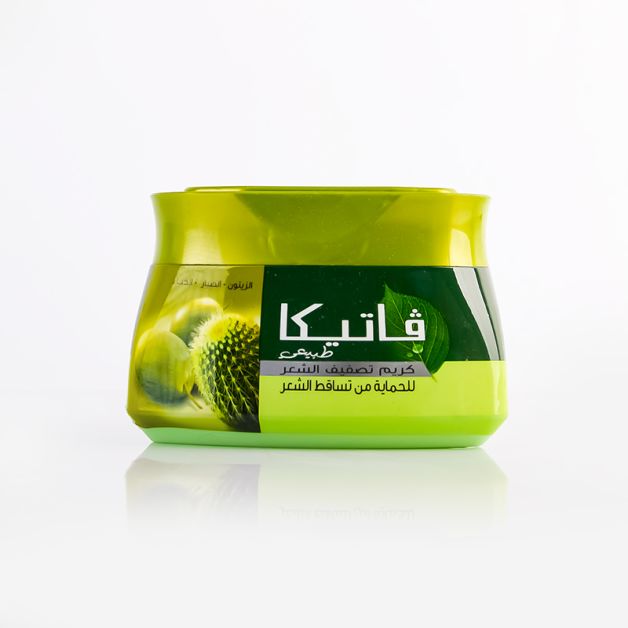 الزيتون - الصبار -
ڤاتيكا
طبيعي
كريم تصفيف الشعر
للحماية من تساقط الشعر